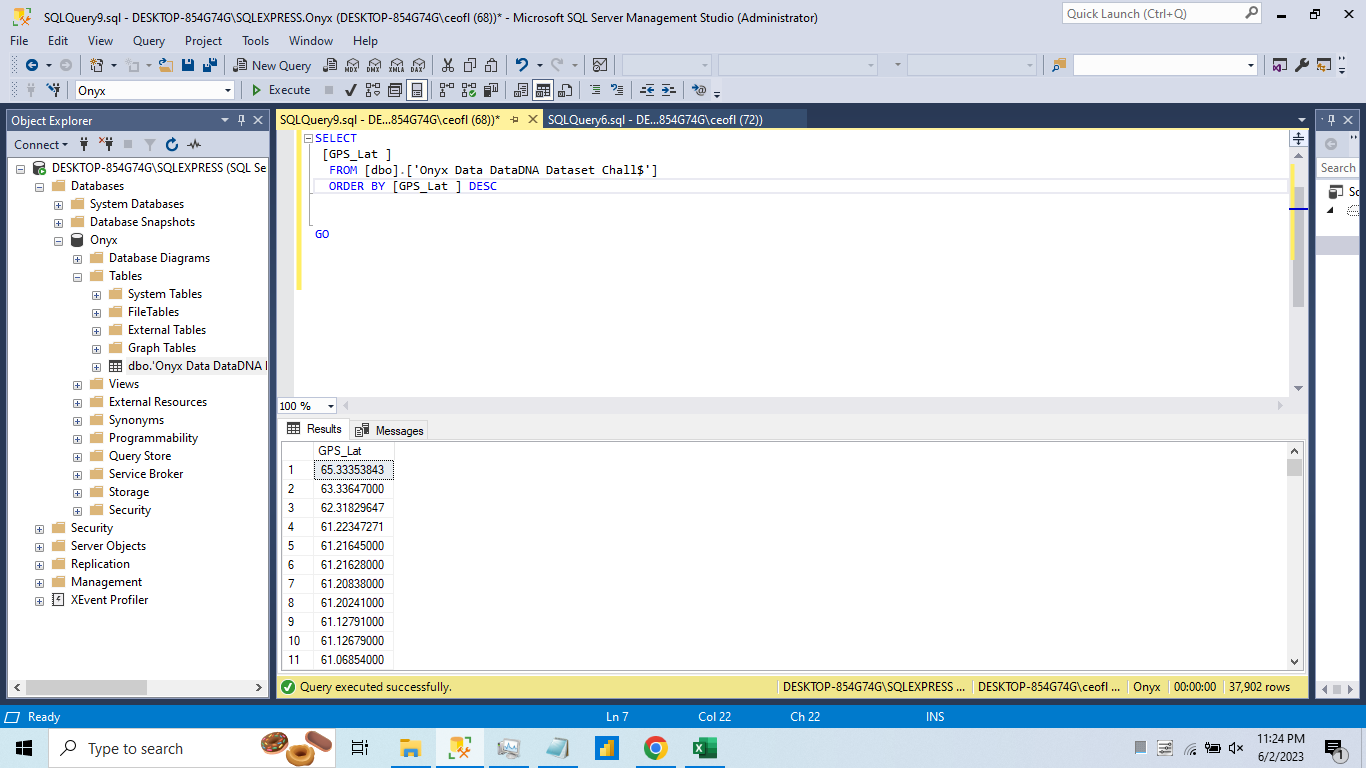 SQLQuery9.sql - DESKTOP-854G74G\SQLEXPRESS.Onyx (DESKTOP-854G74G\ceofl (68))* - Microsoft SQL Server Management Studio (Administrator)
Quick Launch (Ctrl+Q)
File Edit View Query Project Tools Window Help
New Query
MDX DMX XMLA DAX
Onyx
Execute
Object Explorer
SQLQuery9.sql - DE...854G74G\ceofl (68))*
SQLQuery6.sql - DE...854G74G\ceofl (72))
Connect
DESKTOP-854G74G\SQLEXPRESS (SQL Se
Databases
System Databases
Database Snapshots
Onyx
Database Diagrams
Tables
System Tables
FileTables
External Tables
Graph Tables
dbo.'Onyx Data DataDNA
Views
External Resources
Synonyms
Programmability
Query Store
Service Broker
Storage
Security
Security
Server Objects
Replication
Management
XEvent Profiler
SELECT
[GPS_Lat ]
FROM [dbo].['Onyx Data DataDNA Dataset Chall$']
ORDER BY [GPS_Lat ] DESC
GO
Search
So
100 %
Results
Messages
GPS_Lat
1 65.33353843
2 63.33647000
3 62.31829647
4 61.22347271
5 61.21645000
6 61.21628000
7 61.20838000
8 61.20241000
9 61.12791000
10 61.12679000
11 61.06854000
Query executed successfully.
DESKTOP-854G74G\SQLEXPRESS ...
DESKTOP-854G74G\ceofl ...
Onyx
00:00:00
37,902 rows
Ready
Ln 7
Col 22
Ch 22
INS
Type to search
11:24 PM
6/2/2023
1